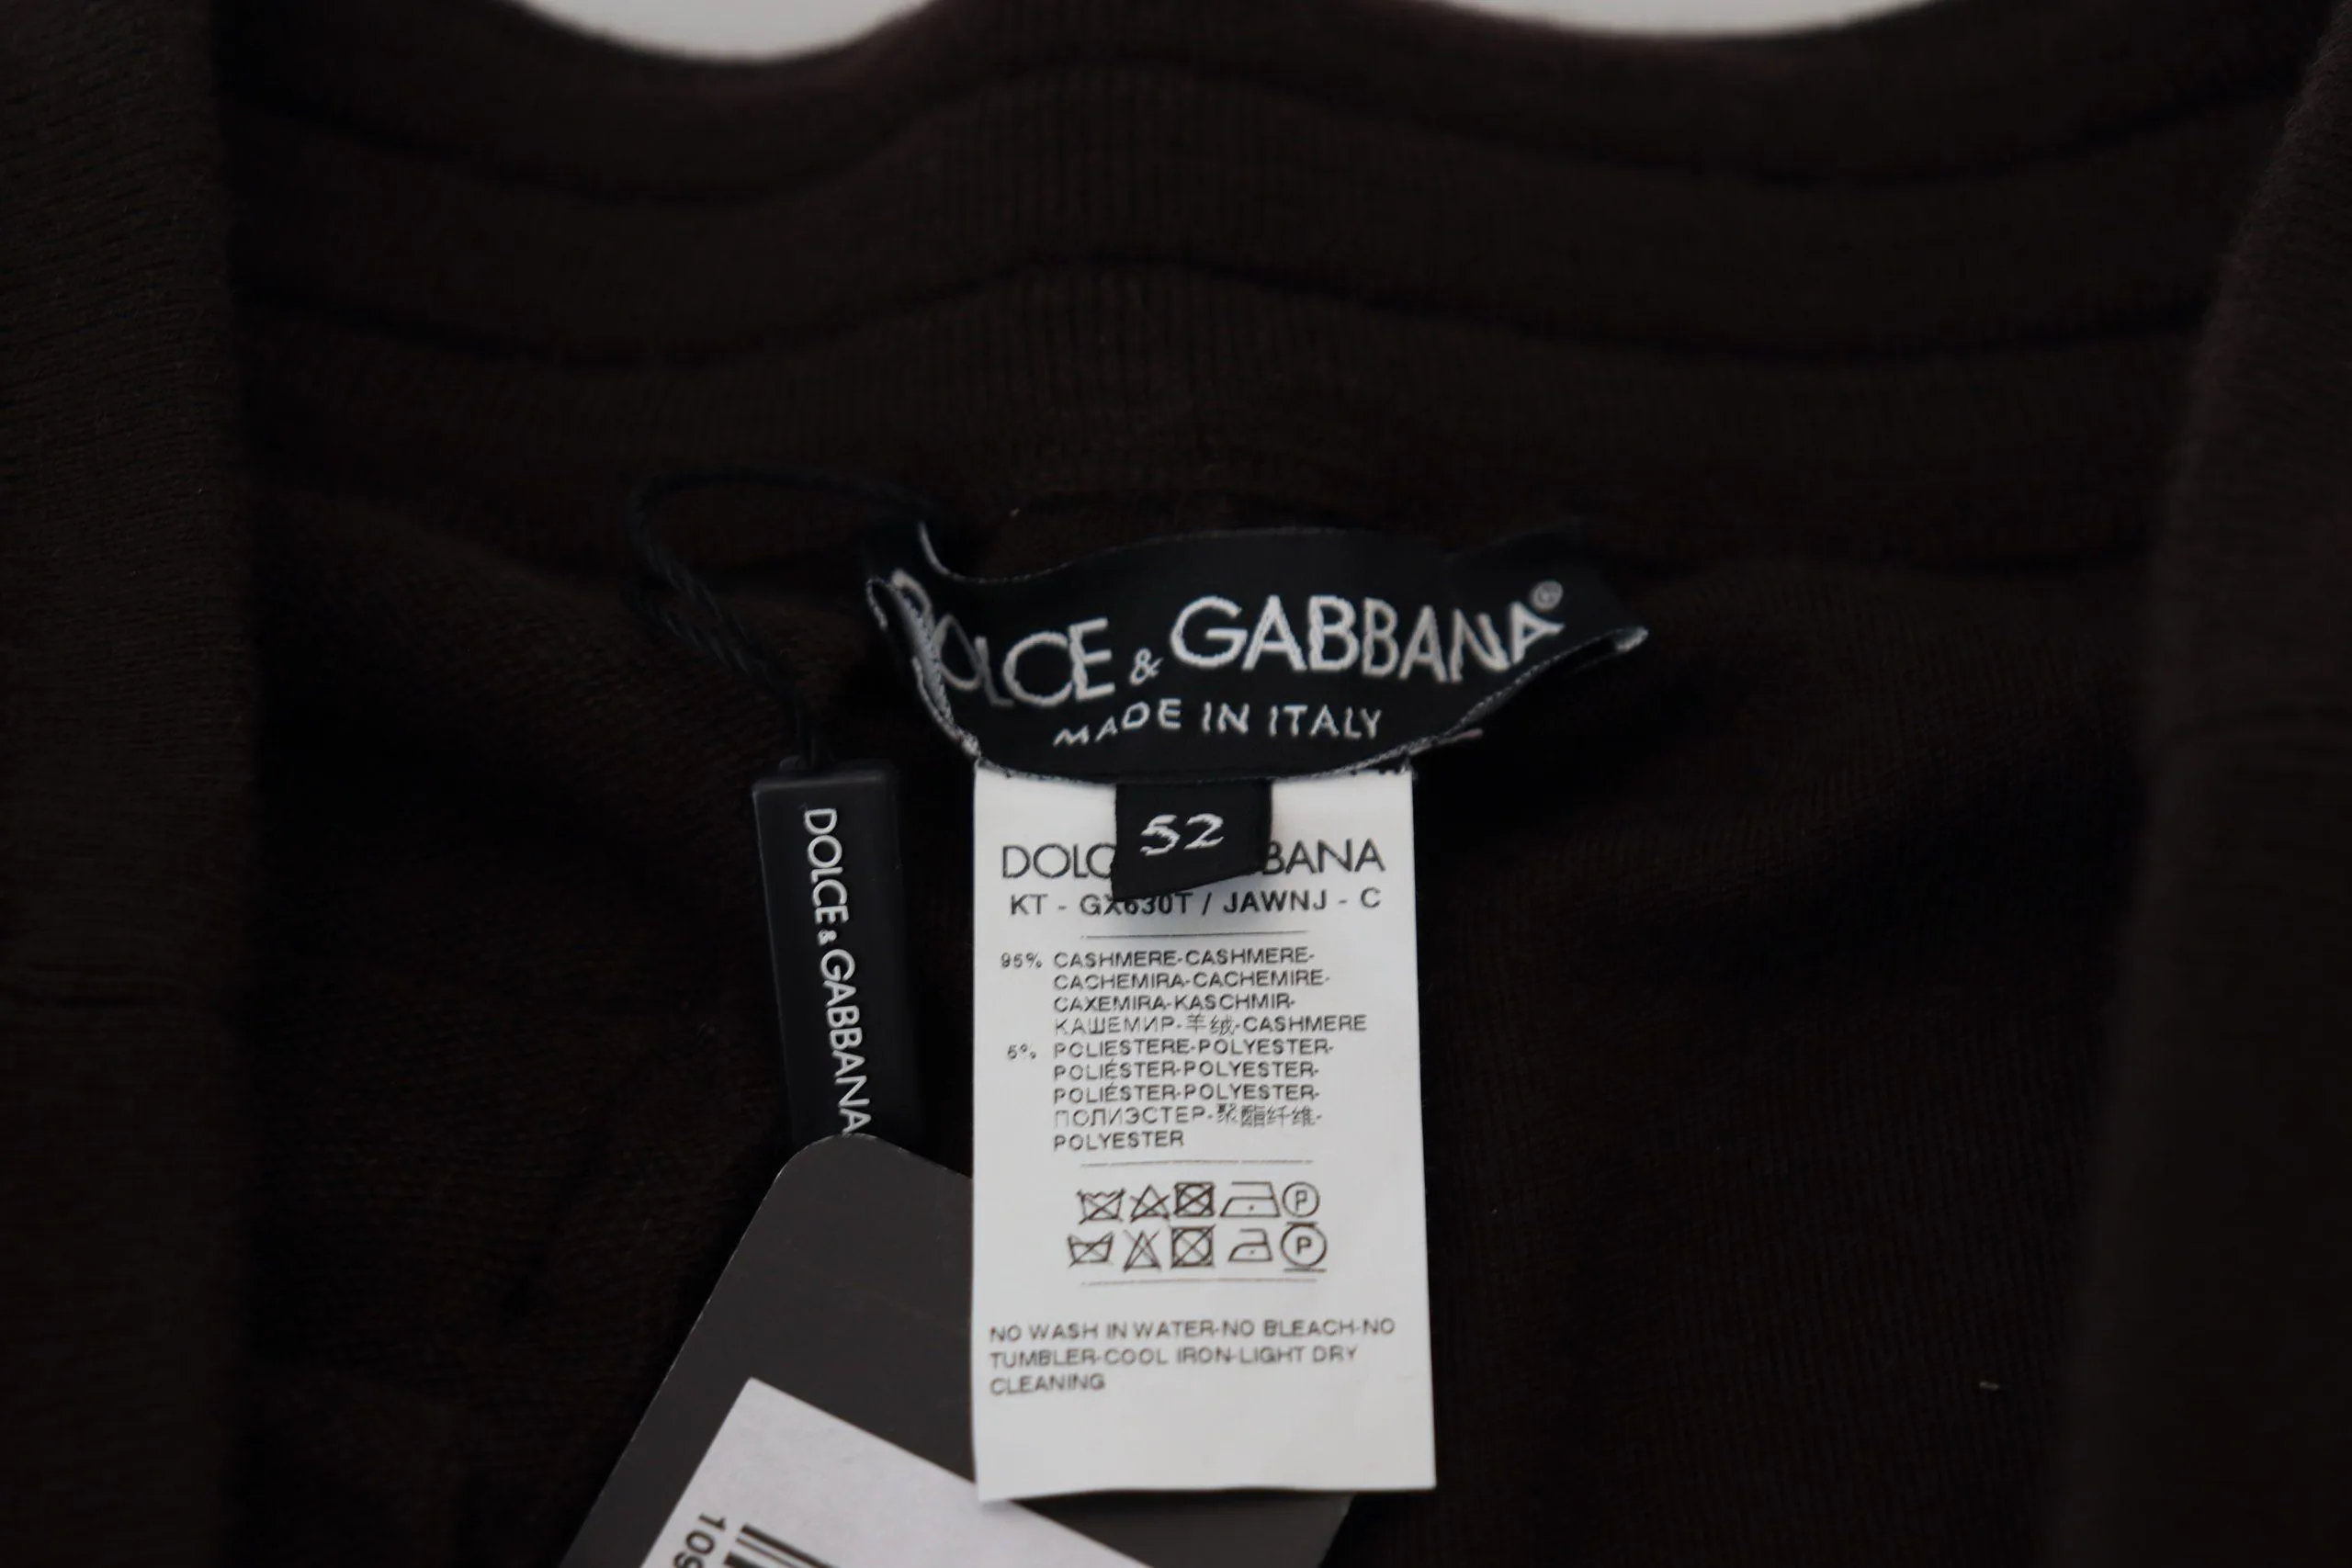 DOLCE & GABBANA®
MADE IN ITALY
52
DOLCE & GABBANA
DOLC BANA
KT - GX630T / JAWNJ - C
95% CASHMERE-CASHMERE-
CACHEMIRA-CACHEMIRE-
CAXEMIRA-KASCHMIR-
КАШЕМИР-羊绒-CASHMERE
5% POLIESTERE-POLYESTER-
POLIÉSTER-POLYESTER-
POLIÉSTER-POLYESTER-
ПОЛИЭСТЕР-聚酯纤维-
POLYESTER
P
P
NO WASH IN WATER-NO BLEACH-NO
TUMBLER-COOL IRON-LIGHT DRY
CLEANING
109